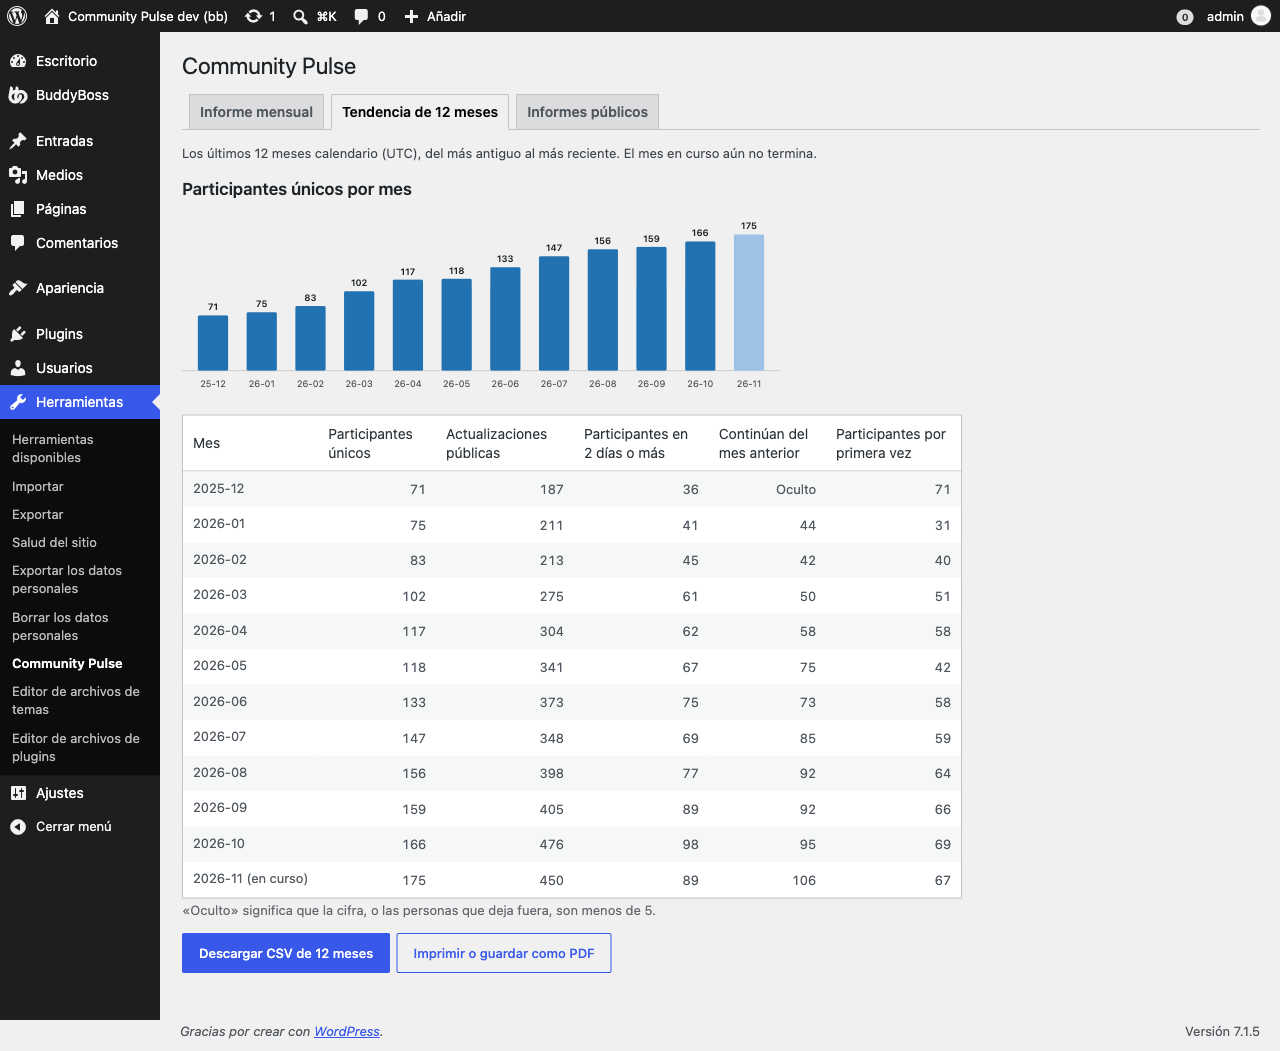 Community Pulse dev (bb) 1 ⌘K 0 Añadir 0 admin
Escritorio
BuddyBoss
Entradas
Medios
Páginas
Comentarios
Apariencia
Plugins
Usuarios
Herramientas
Herramientas
disponibles
Importar
Exportar
Salud del sitio
Exportar los datos
personales
Borrar los datos
personales
Community Pulse
Editor de archivos de
temas
Editor de archivos de
plugins
Ajustes
Cerrar menú
Community Pulse
Informe mensual Tendencia de 12 meses Informes públicos
Los últimos 12 meses calendario (UTC), del más antiguo al más reciente. El mes en curso aún no termina.
Participantes únicos por mes
71 75 83 102 117 118 133 147 156 159 166 175
25-12 26-01 26-02 26-03 26-04 26-05 26-06 26-07 26-08 26-09 26-10 26-11
Mes Participantes únicos Actualizaciones públicas Participantes en 2 días o más Continúan del mes anterior Participantes por primera vez
2025-12 71 187 36 Oculto 71
2026-01 75 211 41 44 31
2026-02 83 213 45 42 40
2026-03 102 275 61 50 51
2026-04 117 304 62 58 58
2026-05 118 341 67 75 42
2026-06 133 373 75 73 58
2026-07 147 348 69 85 59
2026-08 156 398 77 92 64
2026-09 159 405 89 92 66
2026-10 166 476 98 95 69
2026-11 (en curso) 175 450 89 106 67
«Oculto» significa que la cifra, o las personas que deja fuera, son menos de 5.
Descargar CSV de 12 meses Imprimir o guardar como PDF
Gracias por crear con WordPress. Versión 7.1.5